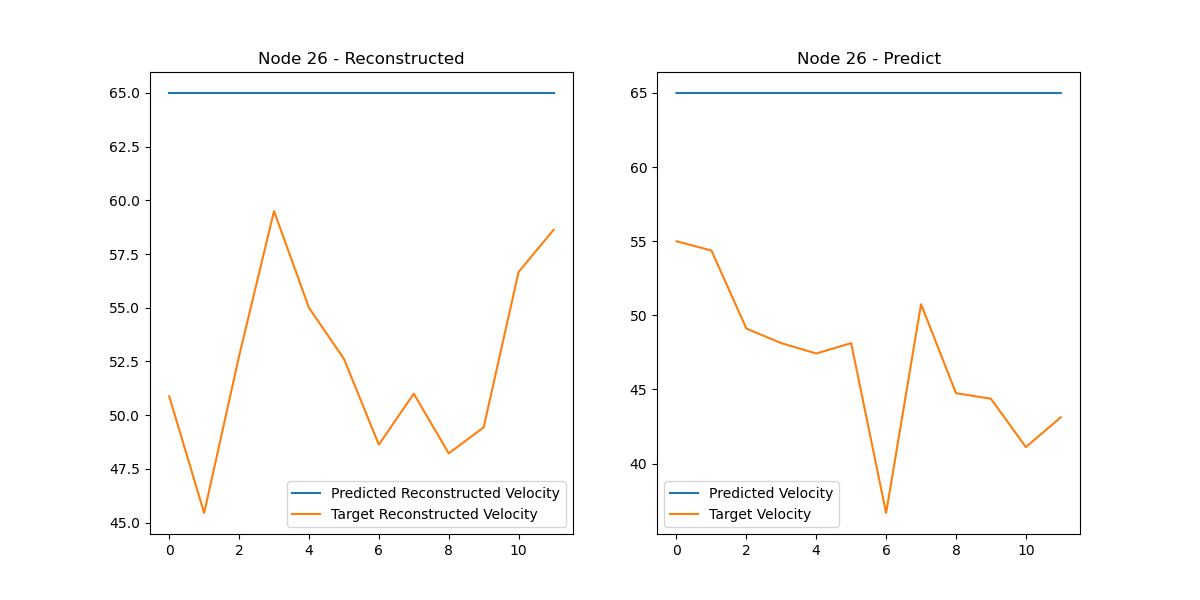 Node 26 - Reconstructed
65.0
62.5
60.0
57.5
55.0
52.5
50.0
47.5
45.0
0 2 4 6 8 10
Predicted Reconstructed Velocity
Target Reconstructed Velocity
Node 26 - Predict
65
60
55
50
45
40
0 2 4 6 8 10
Predicted Velocity
Target Velocity